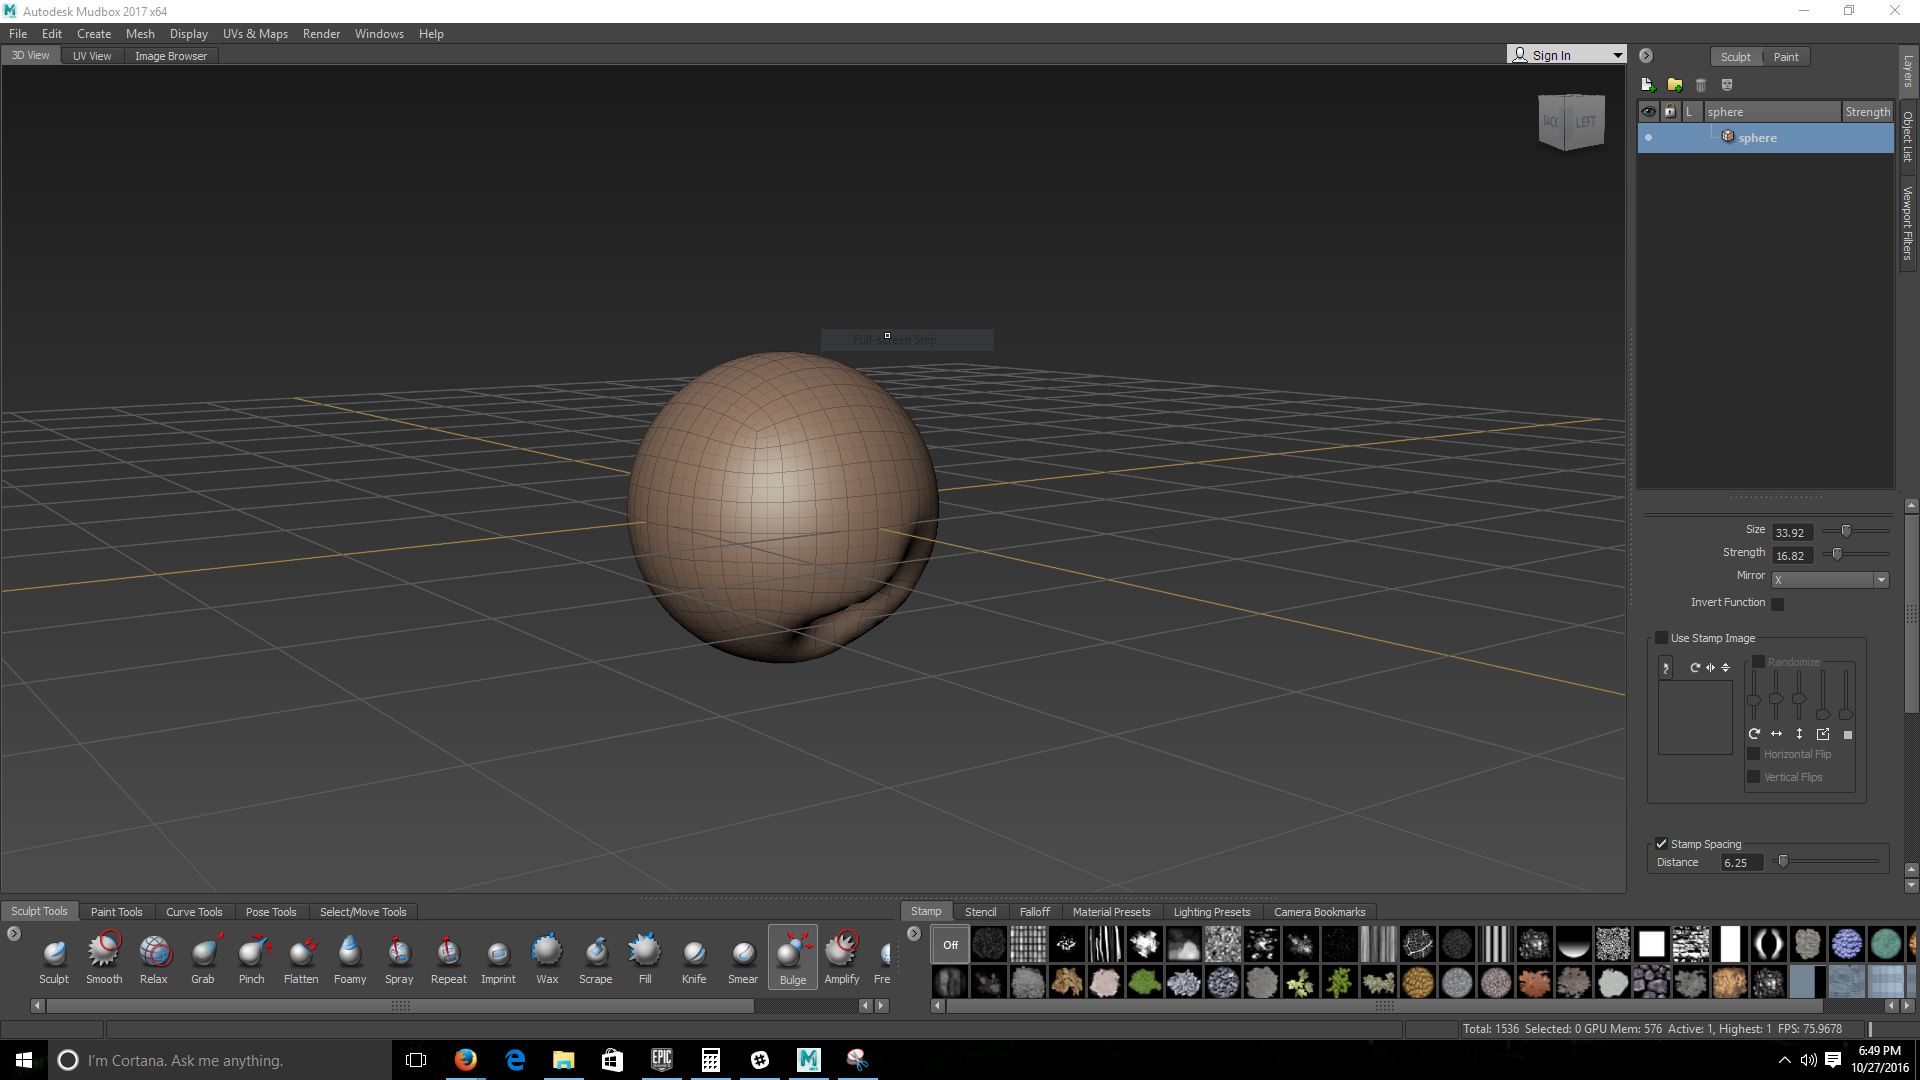 Autodesk Mudbox 2017 x64
File Edit Create Mesh Display UVs & Maps Render Windows Help
3D View UV View Image Browser
Sign In
Sculpt Paint
BACK LEFT
L sphere Strength
sphere
Layers
Object List
Viewport Filters
Full-screen Snip
Size 33.92
Strength 16.82
Mirror X
Invert Function
Use Stamp Image
Randomize
Horizontal Flip
Vertical Flips
Stamp Spacing
Distance 6.25
Sculpt Tools Paint Tools Curve Tools Pose Tools Select/Move Tools
Sculpt Smooth Relax Grab Pinch Flatten Foamy Spray Repeat Imprint Wax Scrape Fill Knife Smear Bulge Amplify Fre
Stamp Stencil Falloff Material Presets Lighting Presets Camera Bookmarks
Off
Total: 1536 Selected: 0 GPU Mem: 576 Active: 1, Highest: 1 FPS: 75.9678
I'm Cortana. Ask me anything.
EPIC GAMES
6:49 PM
10/27/2016